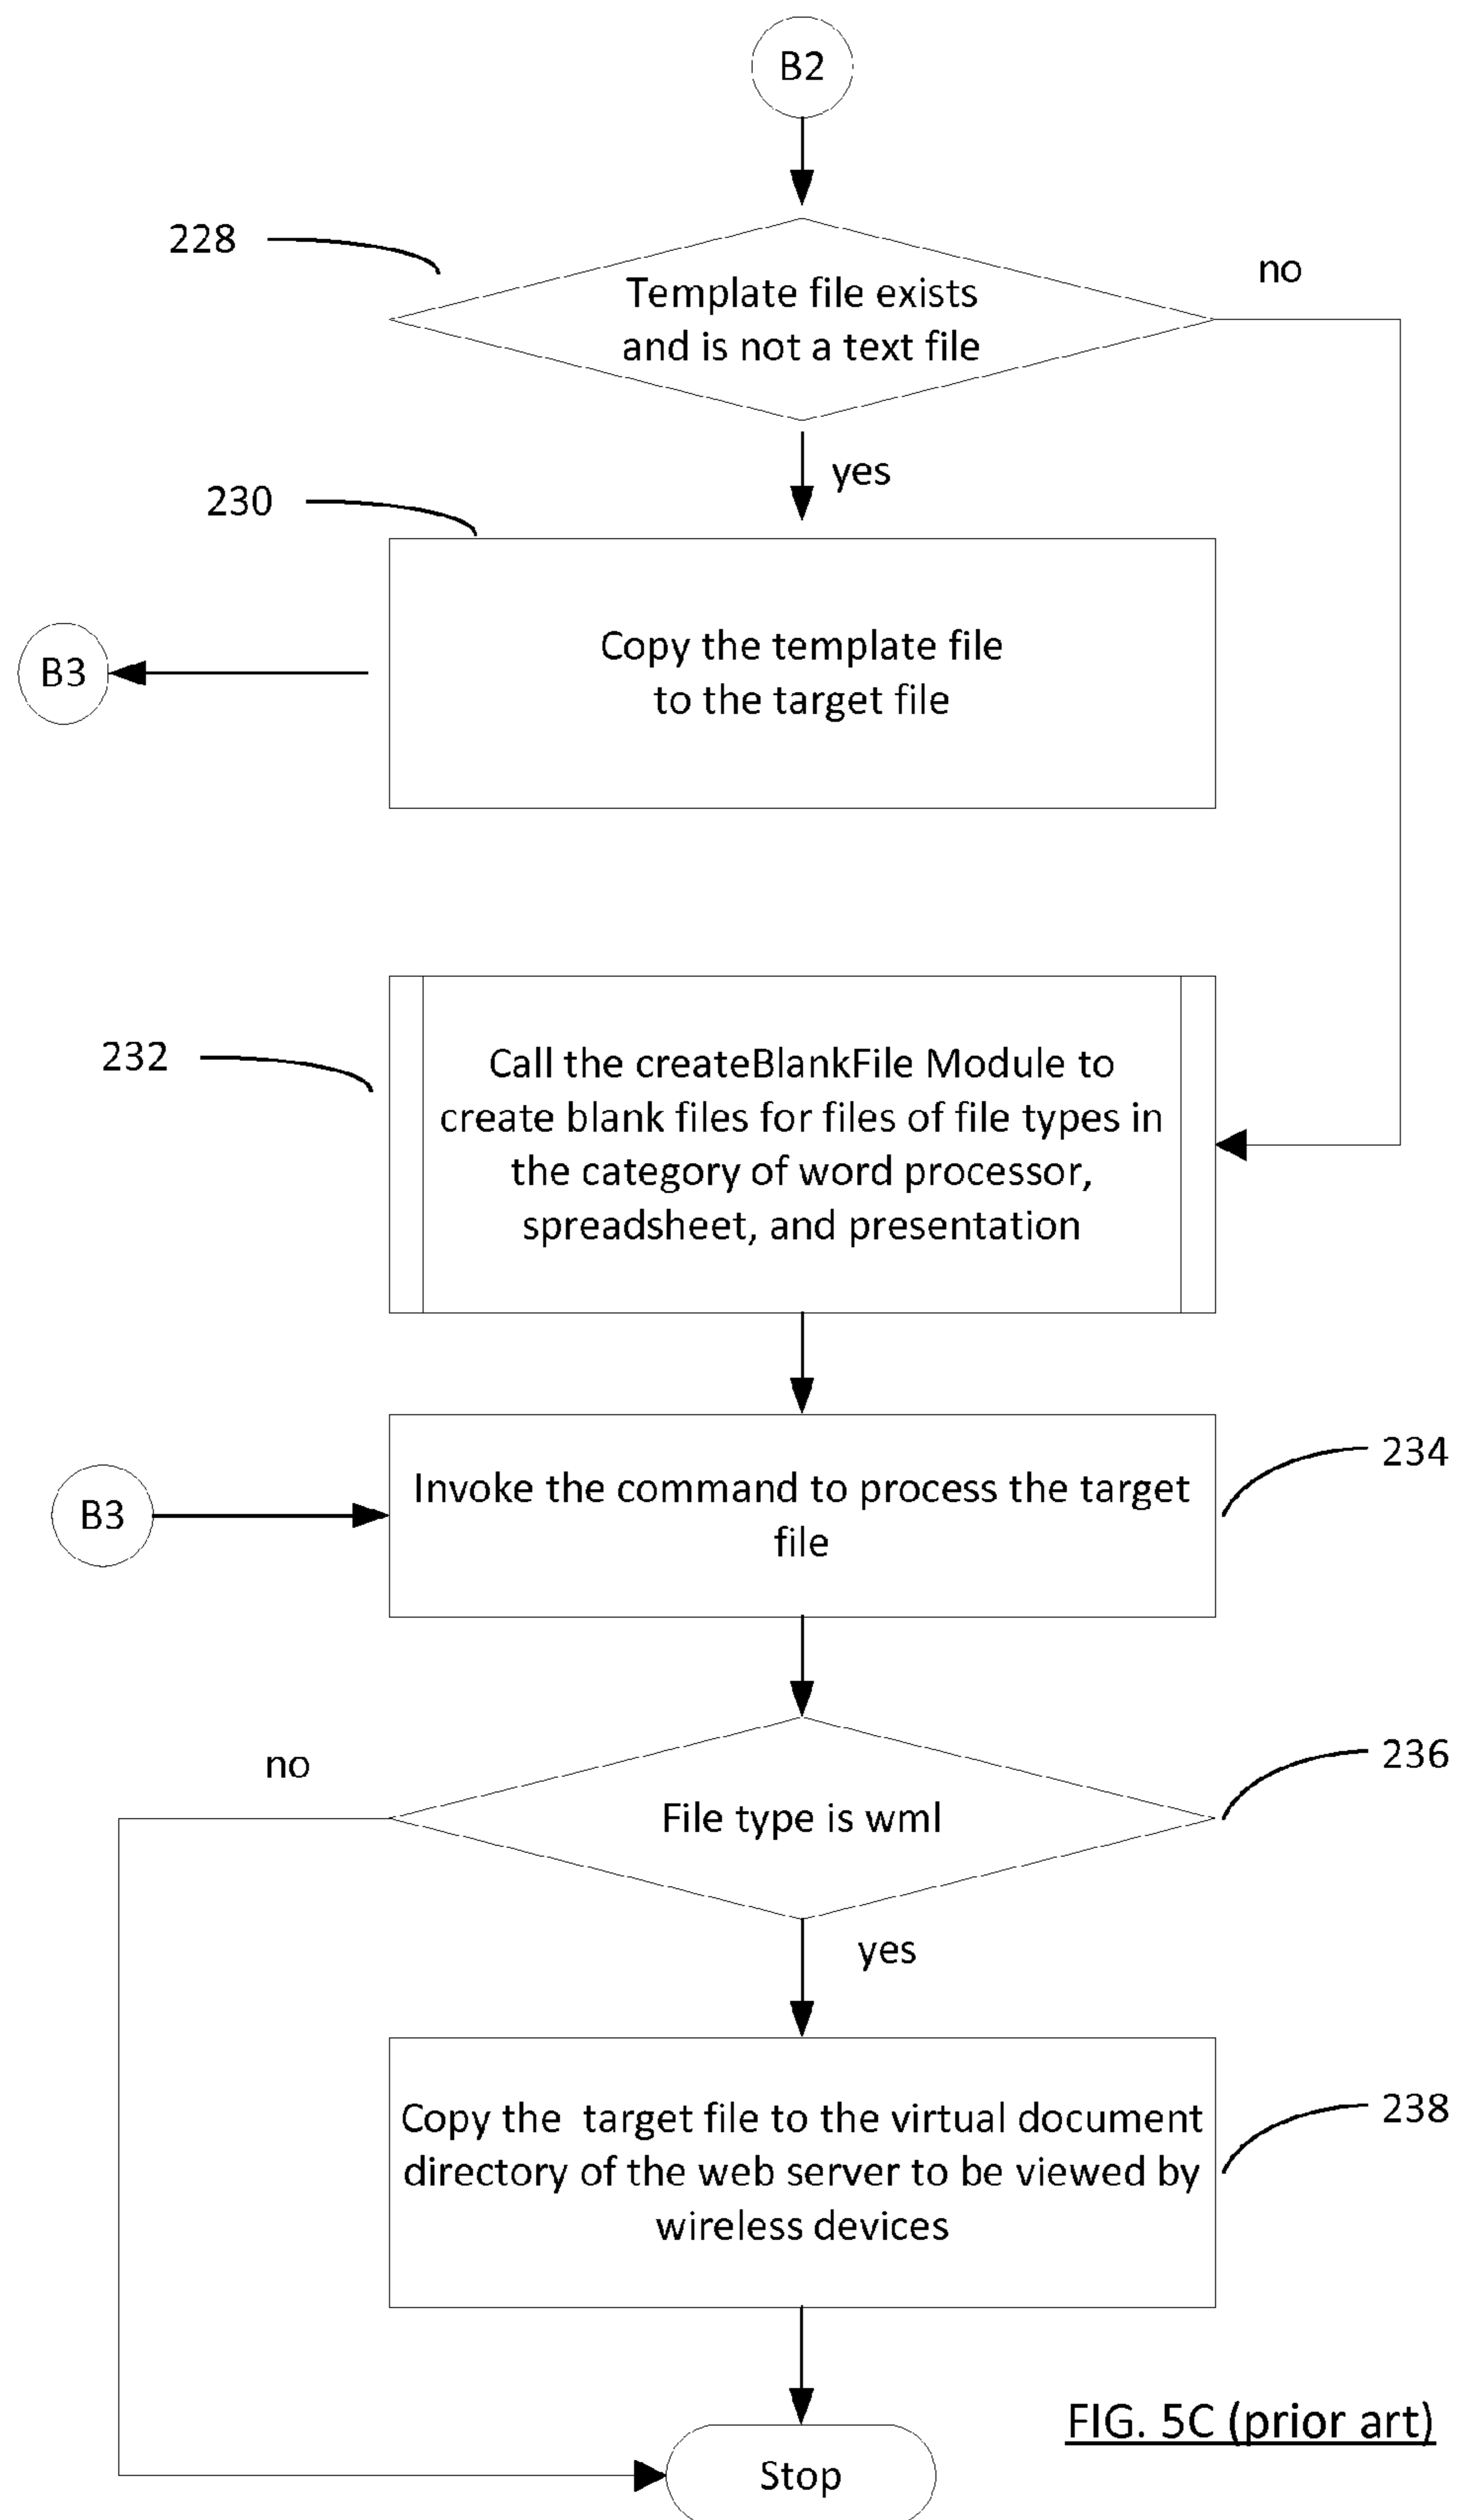 B2
228
Template file exists
and is not a text file
no
yes
230
Copy the template file
to the target file
B3
232
Call the createBlankFile Module to
create blank files for files of file types in
the category of word processor,
spreadsheet, and presentation
234
Invoke the command to process the target
file
B3
236
no
File type is wml
yes
238
Copy the target file to the virtual document
directory of the web server to be viewed by
wireless devices
FIG. 5C (prior art)
Stop